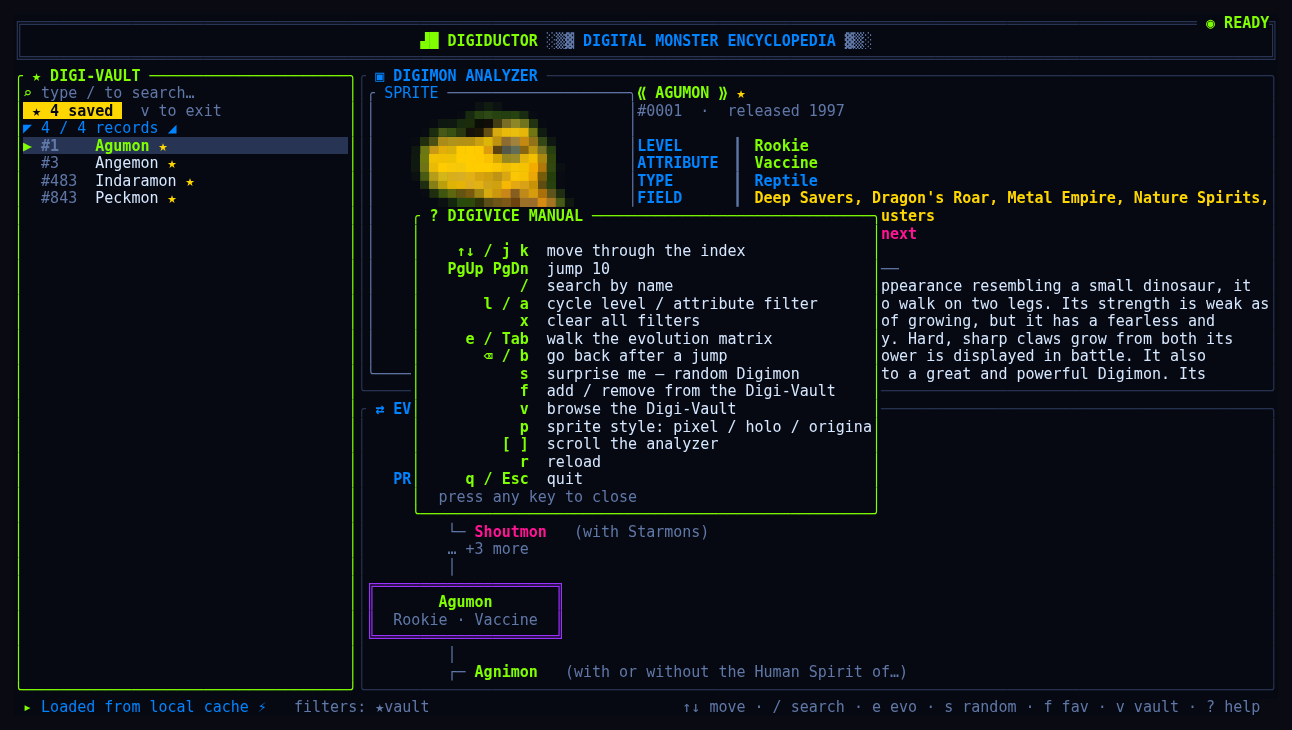 ◉ READY
▟█ DIGIDUCTOR ░▒▓ DIGITAL MONSTER ENCYCLOPEDIA ▓▒░
★ DIGI-VAULT
⌕ type / to search…
★ 4 saved v to exit
◤ 4 / 4 records ◢
▶ #1 Agumon ★
#3 Angemon ★
#483 Indaramon ★
#843 Peckmon ★
▣ DIGIMON ANALYZER
SPRITE
⟪ AGUMON ⟫ ★
#0001 · released 1997
LEVEL ┃ Rookie
ATTRIBUTE ┃ Vaccine
TYPE ┃ Reptile
FIELD ┃ Deep Savers, Dragon's Roar, Metal Empire, Nature Spirits,
usters
next
ppearance resembling a small dinosaur, it
o walk on two legs. Its strength is weak as
of growing, but it has a fearless and
y. Hard, sharp claws grow from both its
ower is displayed in battle. It also
to a great and powerful Digimon. Its
? DIGIVICE MANUAL
↑↓ / j k move through the index
PgUp PgDn jump 10
/ search by name
l / a cycle level / attribute filter
x clear all filters
e / Tab walk the evolution matrix
⌫ / b go back after a jump
s surprise me — random Digimon
f add / remove from the Digi-Vault
v browse the Digi-Vault
p sprite style: pixel / holo / origina
[ ] scroll the analyzer
r reload
q / Esc quit
press any key to close
⇄ EV
PR
└─ Shoutmon (with Starmons)
… +3 more
Agumon
Rookie · Vaccine
┌─ Agnimon (with or without the Human Spirit of…)
▸ Loaded from local cache ⚡ filters: ★vault
↑↓ move · / search · e evo · s random · f fav · v vault · ? help